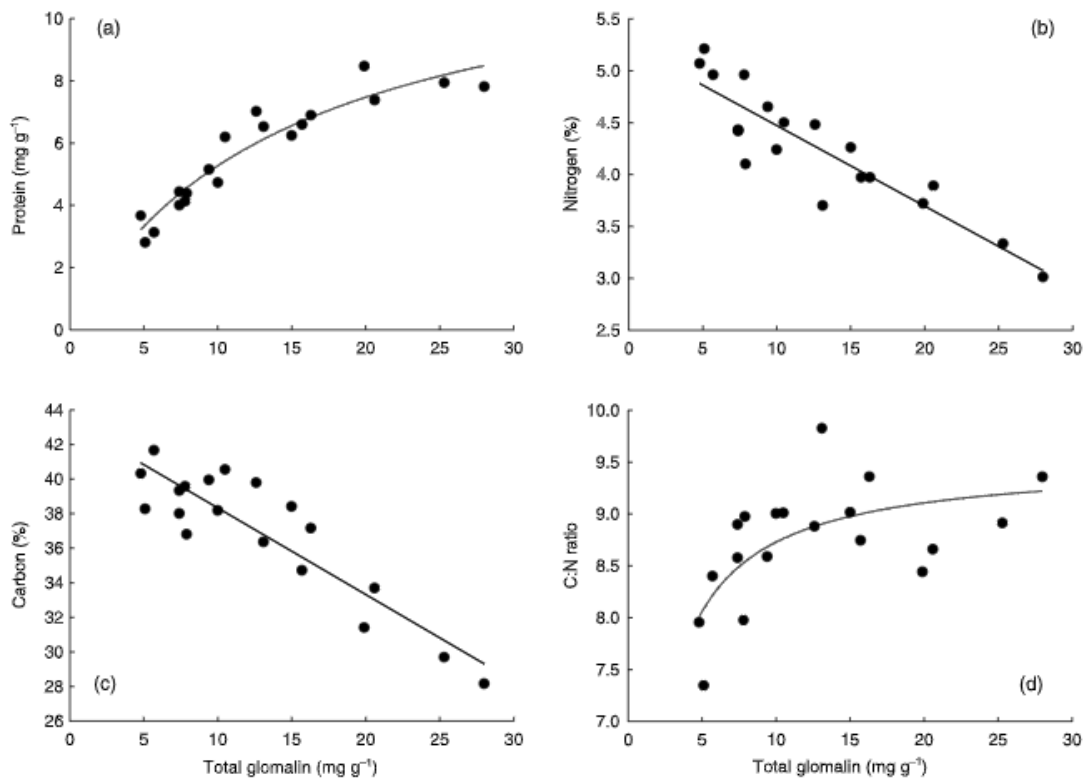 (a)
Protein (mg g⁻¹)
10
8
6
4
2
0
0 5 10 15 20 25 30
(b)
Nitrogen (%)
5.5
5.0
4.5
4.0
3.5
3.0
2.5
0 5 10 15 20 25 30
(c)
Carbon (%)
44
42
40
38
36
34
32
30
28
26
0 5 10 15 20 25 30
Total glomalin (mg g⁻¹)
(d)
C:N ratio
10.0
9.5
9.0
8.5
8.0
7.5
7.0
0 5 10 15 20 25 30
Total glomalin (mg g⁻¹)